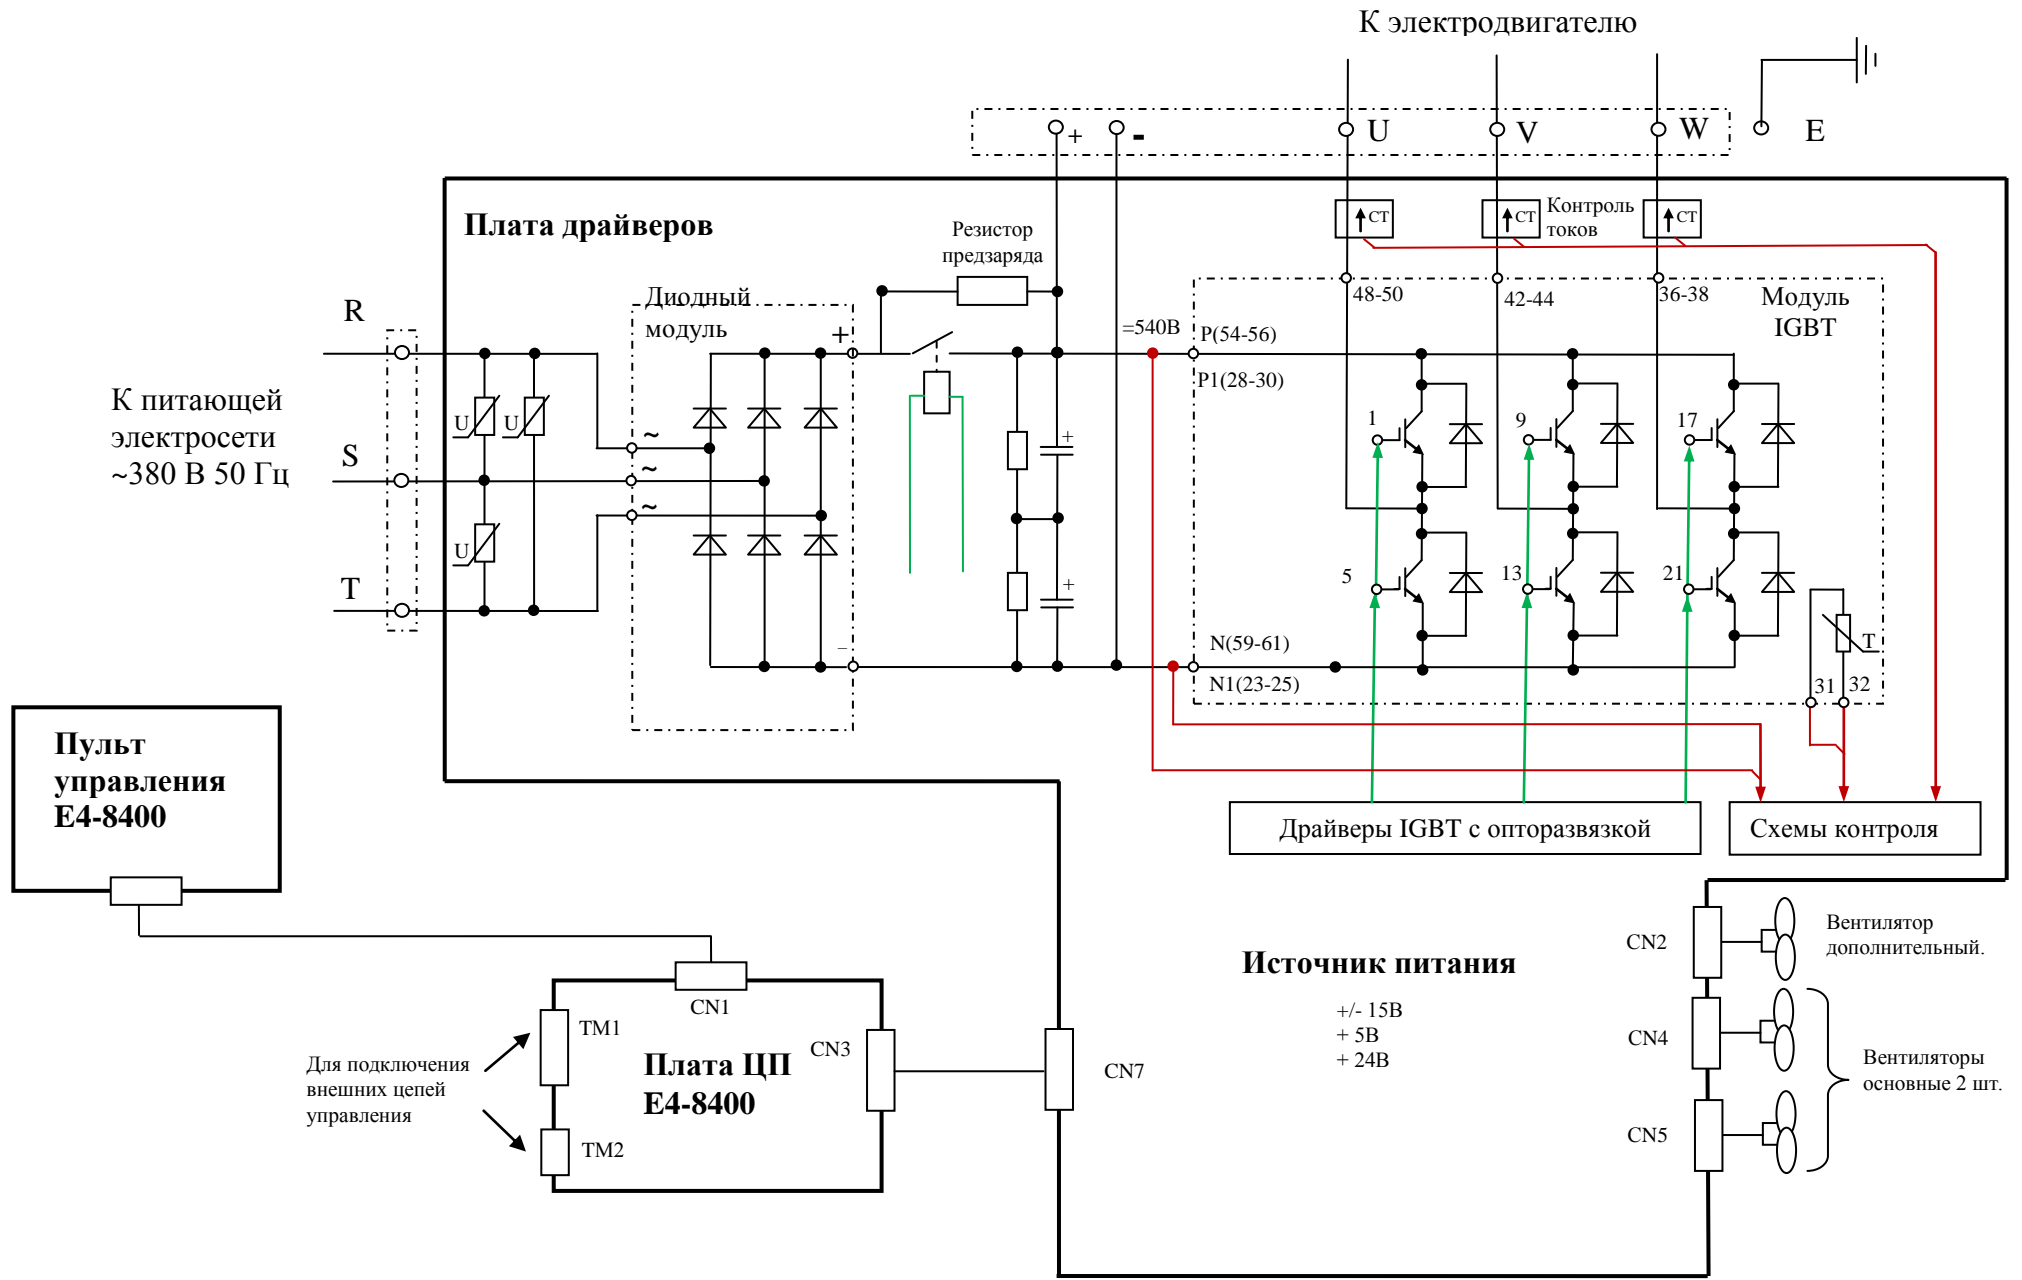 К электродвигателю
+
-
U
V
W
E
Плата драйверов
Резистор
предзаряда
CT
CT
Контроль
токов
CT
Диодный
модуль
+
=540В
P(54-56)
P1(28-30)
48-50
42-44
36-38
Модуль
IGBT
R
S
T
К питающей
электросети
~380 В 50 Гц
U
U
U
~
~
~
+
+
1
9
17
5
13
21
–
N(59-61)
N1(23-25)
T
31
32
Пульт
управления
E4-8400
Драйверы IGBT с опторазвязкой
Схемы контроля
CN2
Вентилятор
дополнительный.
Источник питания
+/- 15В
+ 5В
+ 24В
CN4
Вентиляторы
основные 2 шт.
CN5
CN1
TM1
CN3
Плата ЦП
E4-8400
TM2
Для подключения
внешних цепей
управления
CN7